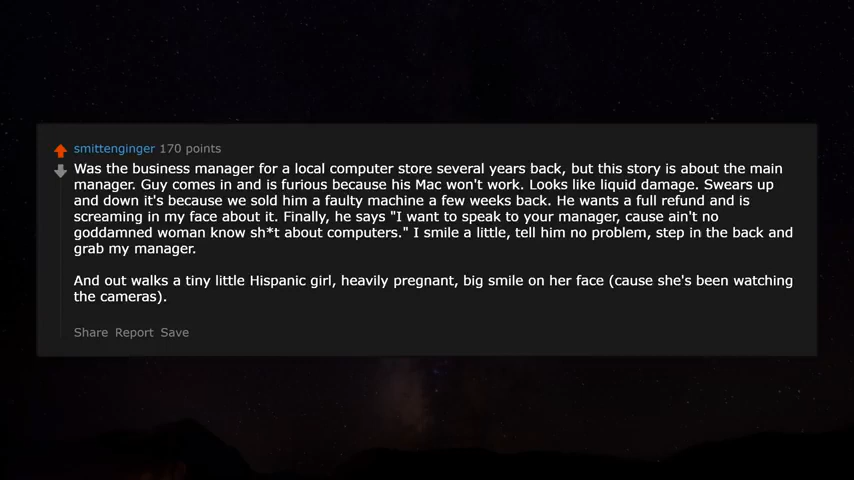 smittenginger 170 points
Was the business manager for a local computer store several years back, but this story is about the main
manager. Guy comes in and is furious because his Mac won't work. Looks like liquid damage. Swears up
and down it's because we sold him a faulty machine a few weeks back. He wants a full refund and is
screaming in my face about it. Finally, he says "I want to speak to your manager, cause ain't no
goddamned woman know sh*t about computers." I smile a little, tell him no problem, step in the back and
grab my manager.
And out walks a tiny little Hispanic girl, heavily pregnant, big smile on her face (cause she's been watching
the cameras).
Share Report Save